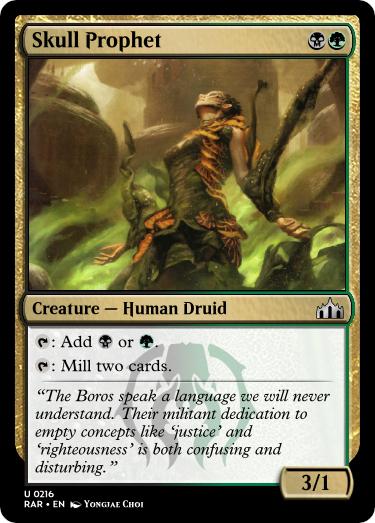 Skull Prophet
Creature — Human Druid
: Add or .
: Mill two cards.
“The Boros speak a language we will never
understand. Their militant dedication to
empty concepts like ‘justice’ and
‘righteousness’ is both confusing and
disturbing.”
3/1
U 0216
RAR • EN Yongjae Choi